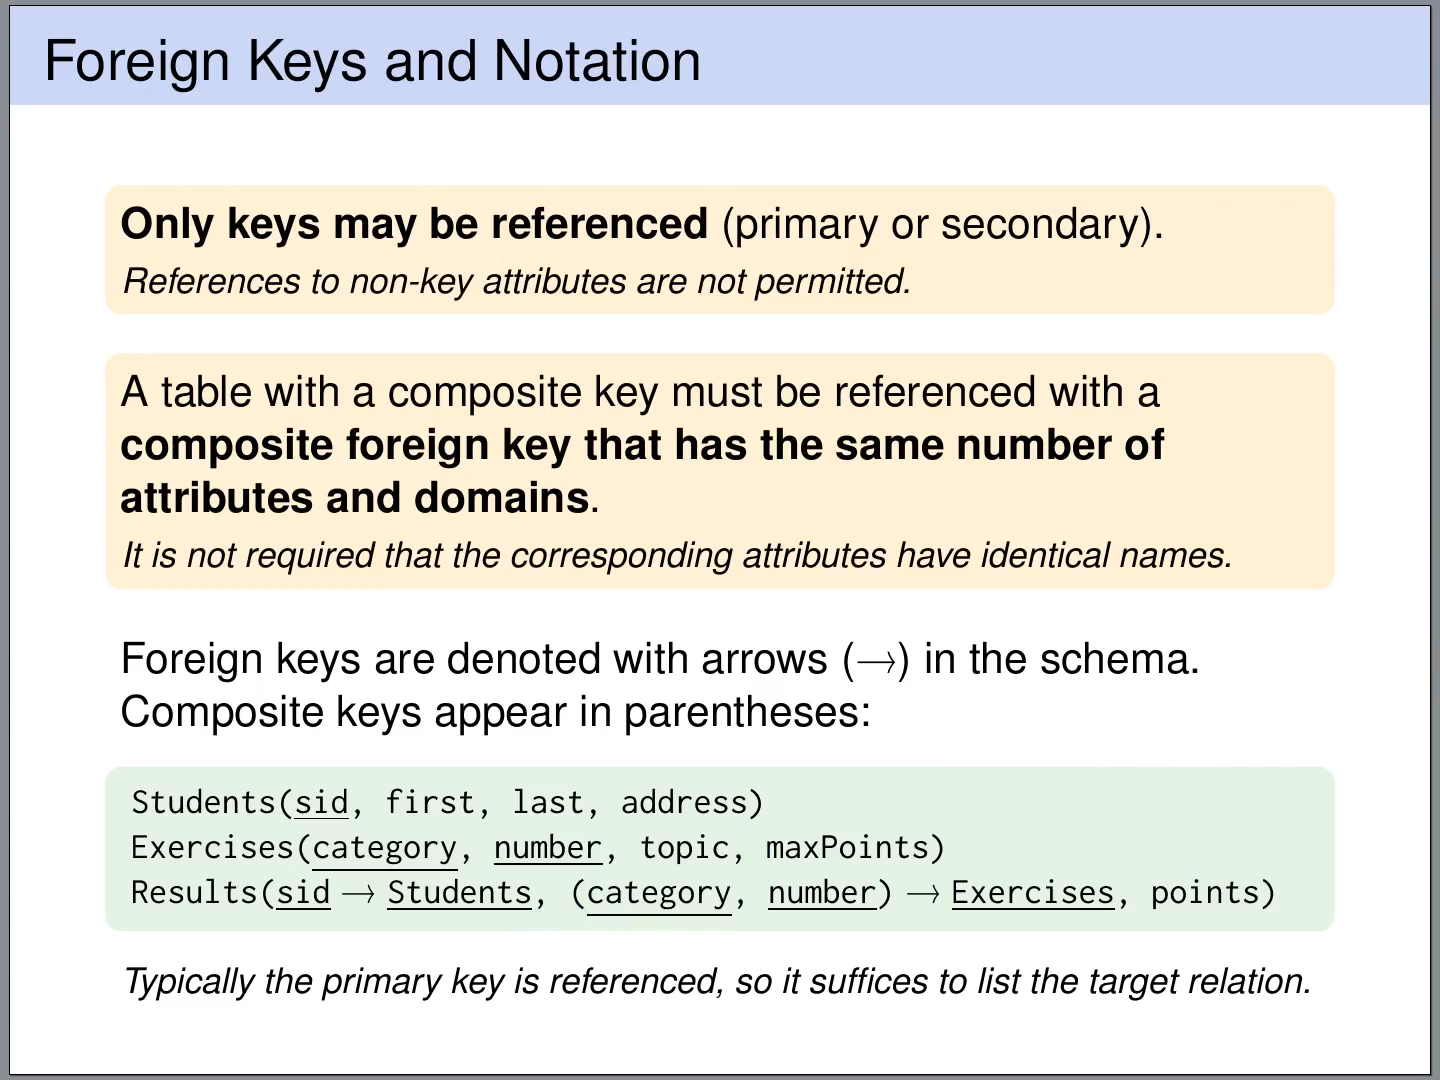 Foreign Keys and Notation
Only keys may be referenced (primary or secondary).
References to non-key attributes are not permitted.
A table with a composite key must be referenced with a
composite foreign key that has the same number of
attributes and domains.
It is not required that the corresponding attributes have identical names.
Foreign keys are denoted with arrows (→) in the schema.
Composite keys appear in parentheses:
Students(sid, first, last, address)
Exercises(category, number, topic, maxPoints)
Results(sid → Students, (category, number) → Exercises, points)
Typically the primary key is referenced, so it suffices to list the target relation.